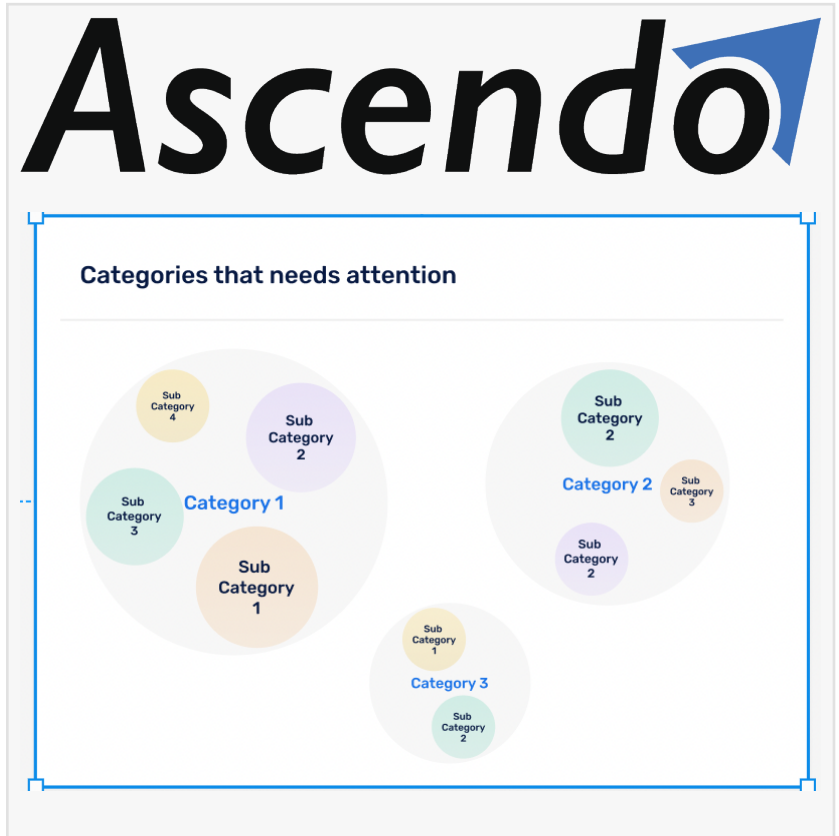 Ascendo
Categories that needs attention
Sub
Category
4
Sub
Category
2
Sub
Category
3
Category 1
Sub
Category
1
Sub
Category
2
Category 2
Sub
Category
3
Sub
Category
2
Sub
Category
1
Category 3
Sub
Category
2